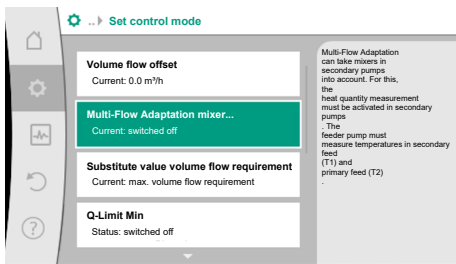 ..▸ Set control mode
Volume flow offset
Current: 0.0 m³/h
Multi-Flow Adaptation mixer...
Current: switched off
Substitute value volume flow requirement
Current: max. volume flow requirement
Q-Limit Min
Status: switched off
Multi-Flow Adaptation
can take mixers in
secondary pumps
into account. For this,
the
heat quantity measurement
must be activated in secondary
pumps
. The
feeder pump must
measure temperatures in secondary
feed
(T1) and
primary feed (T2)
.